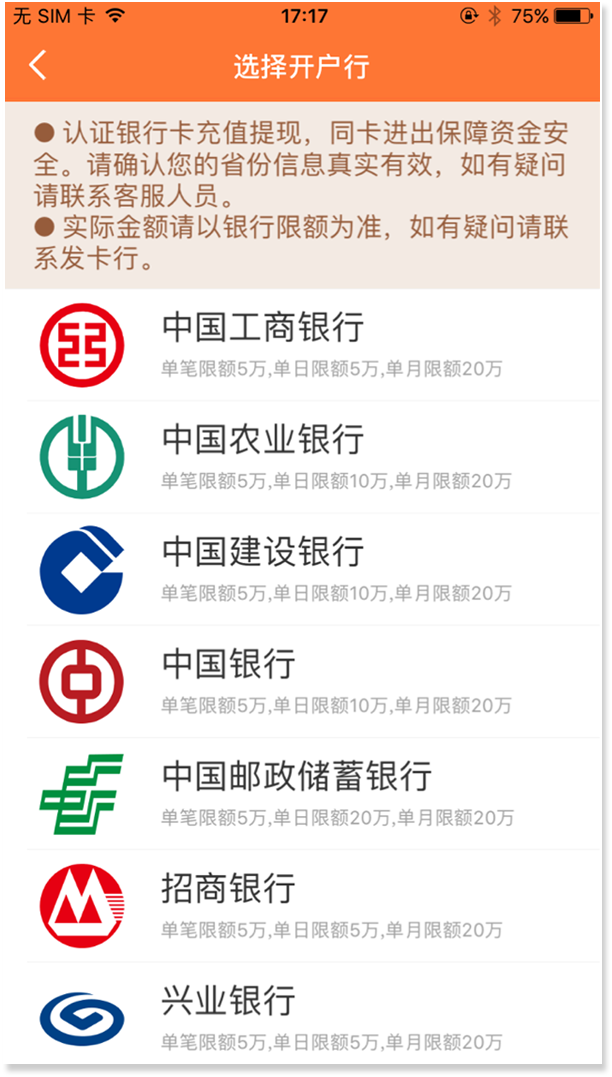 无 SIM 卡 17:17 75%
选择开户行
● 认证银行卡充值提现，同卡进出保障资金安
全。请确认您的省份信息真实有效，如有疑问
请联系客服人员。
● 实际金额请以银行限额为准，如有疑问请联
系发卡行。
中国工商银行
单笔限额5万,单日限额5万,单月限额20万
中国农业银行
单笔限额5万,单日限额10万,单月限额20万
中国建设银行
单笔限额5万,单日限额10万,单月限额20万
中国银行
单笔限额5万,单日限额10万,单月限额20万
中国邮政储蓄银行
单笔限额5万,单日限额20万,单月限额20万
招商银行
单笔限额5万,单日限额5万,单月限额20万
兴业银行
单笔限额5万,单日限额5万,单月限额20万